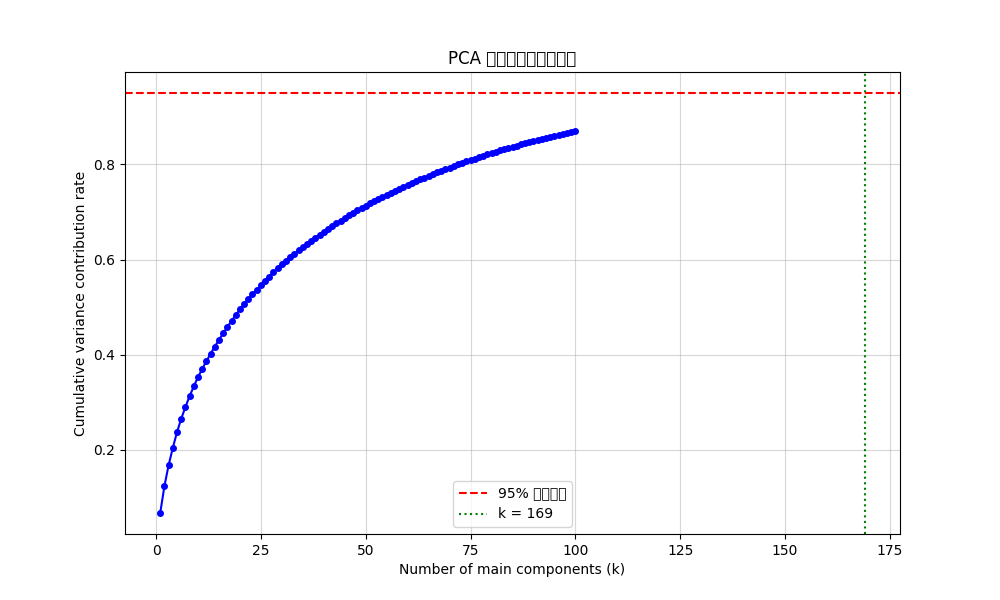 PCA
0.8
0.6
0.4
0.2
Cumulative variance contribution rate
95%
k = 169
0 25 50 75 100 125 150 175
Number of main components (k)